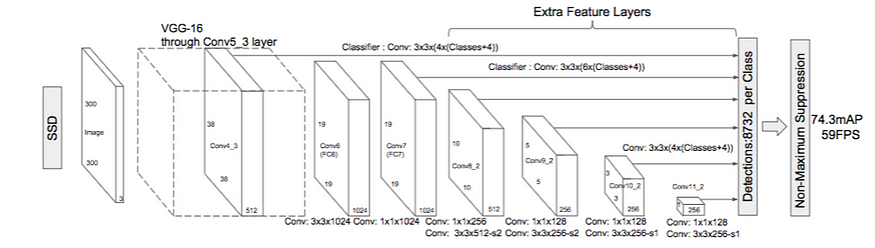 Extra Feature Layers
VGG-16
through Conv5_3 layer
Classifier : Conv: 3x3x(4x(Classes+4))
Classifier : Conv: 3x3x(6x(Classes+4))
SSD
300
Image
300
3
38
Conv4_3
38
512
19
Conv6
(FC6)
19
1024
19
Conv7
(FC7)
19
1024
10
Conv8_2
10
512
5
Conv9_2
5
256
Conv: 3x3x(4x(Classes+4))
3
Conv10_2
3
256
Conv11_2
256
Conv: 3x3x1024
Conv: 1x1x1024
Conv: 1x1x256
Conv: 3x3x512-s2
Conv: 1x1x128
Conv: 3x3x256-s2
Conv: 1x1x128
Conv: 3x3x256-s1
Conv: 1x1x128
Conv: 3x3x256-s1
Detections:8732 per Class
Non-Maximum Suppression
74.3mAP
59FPS